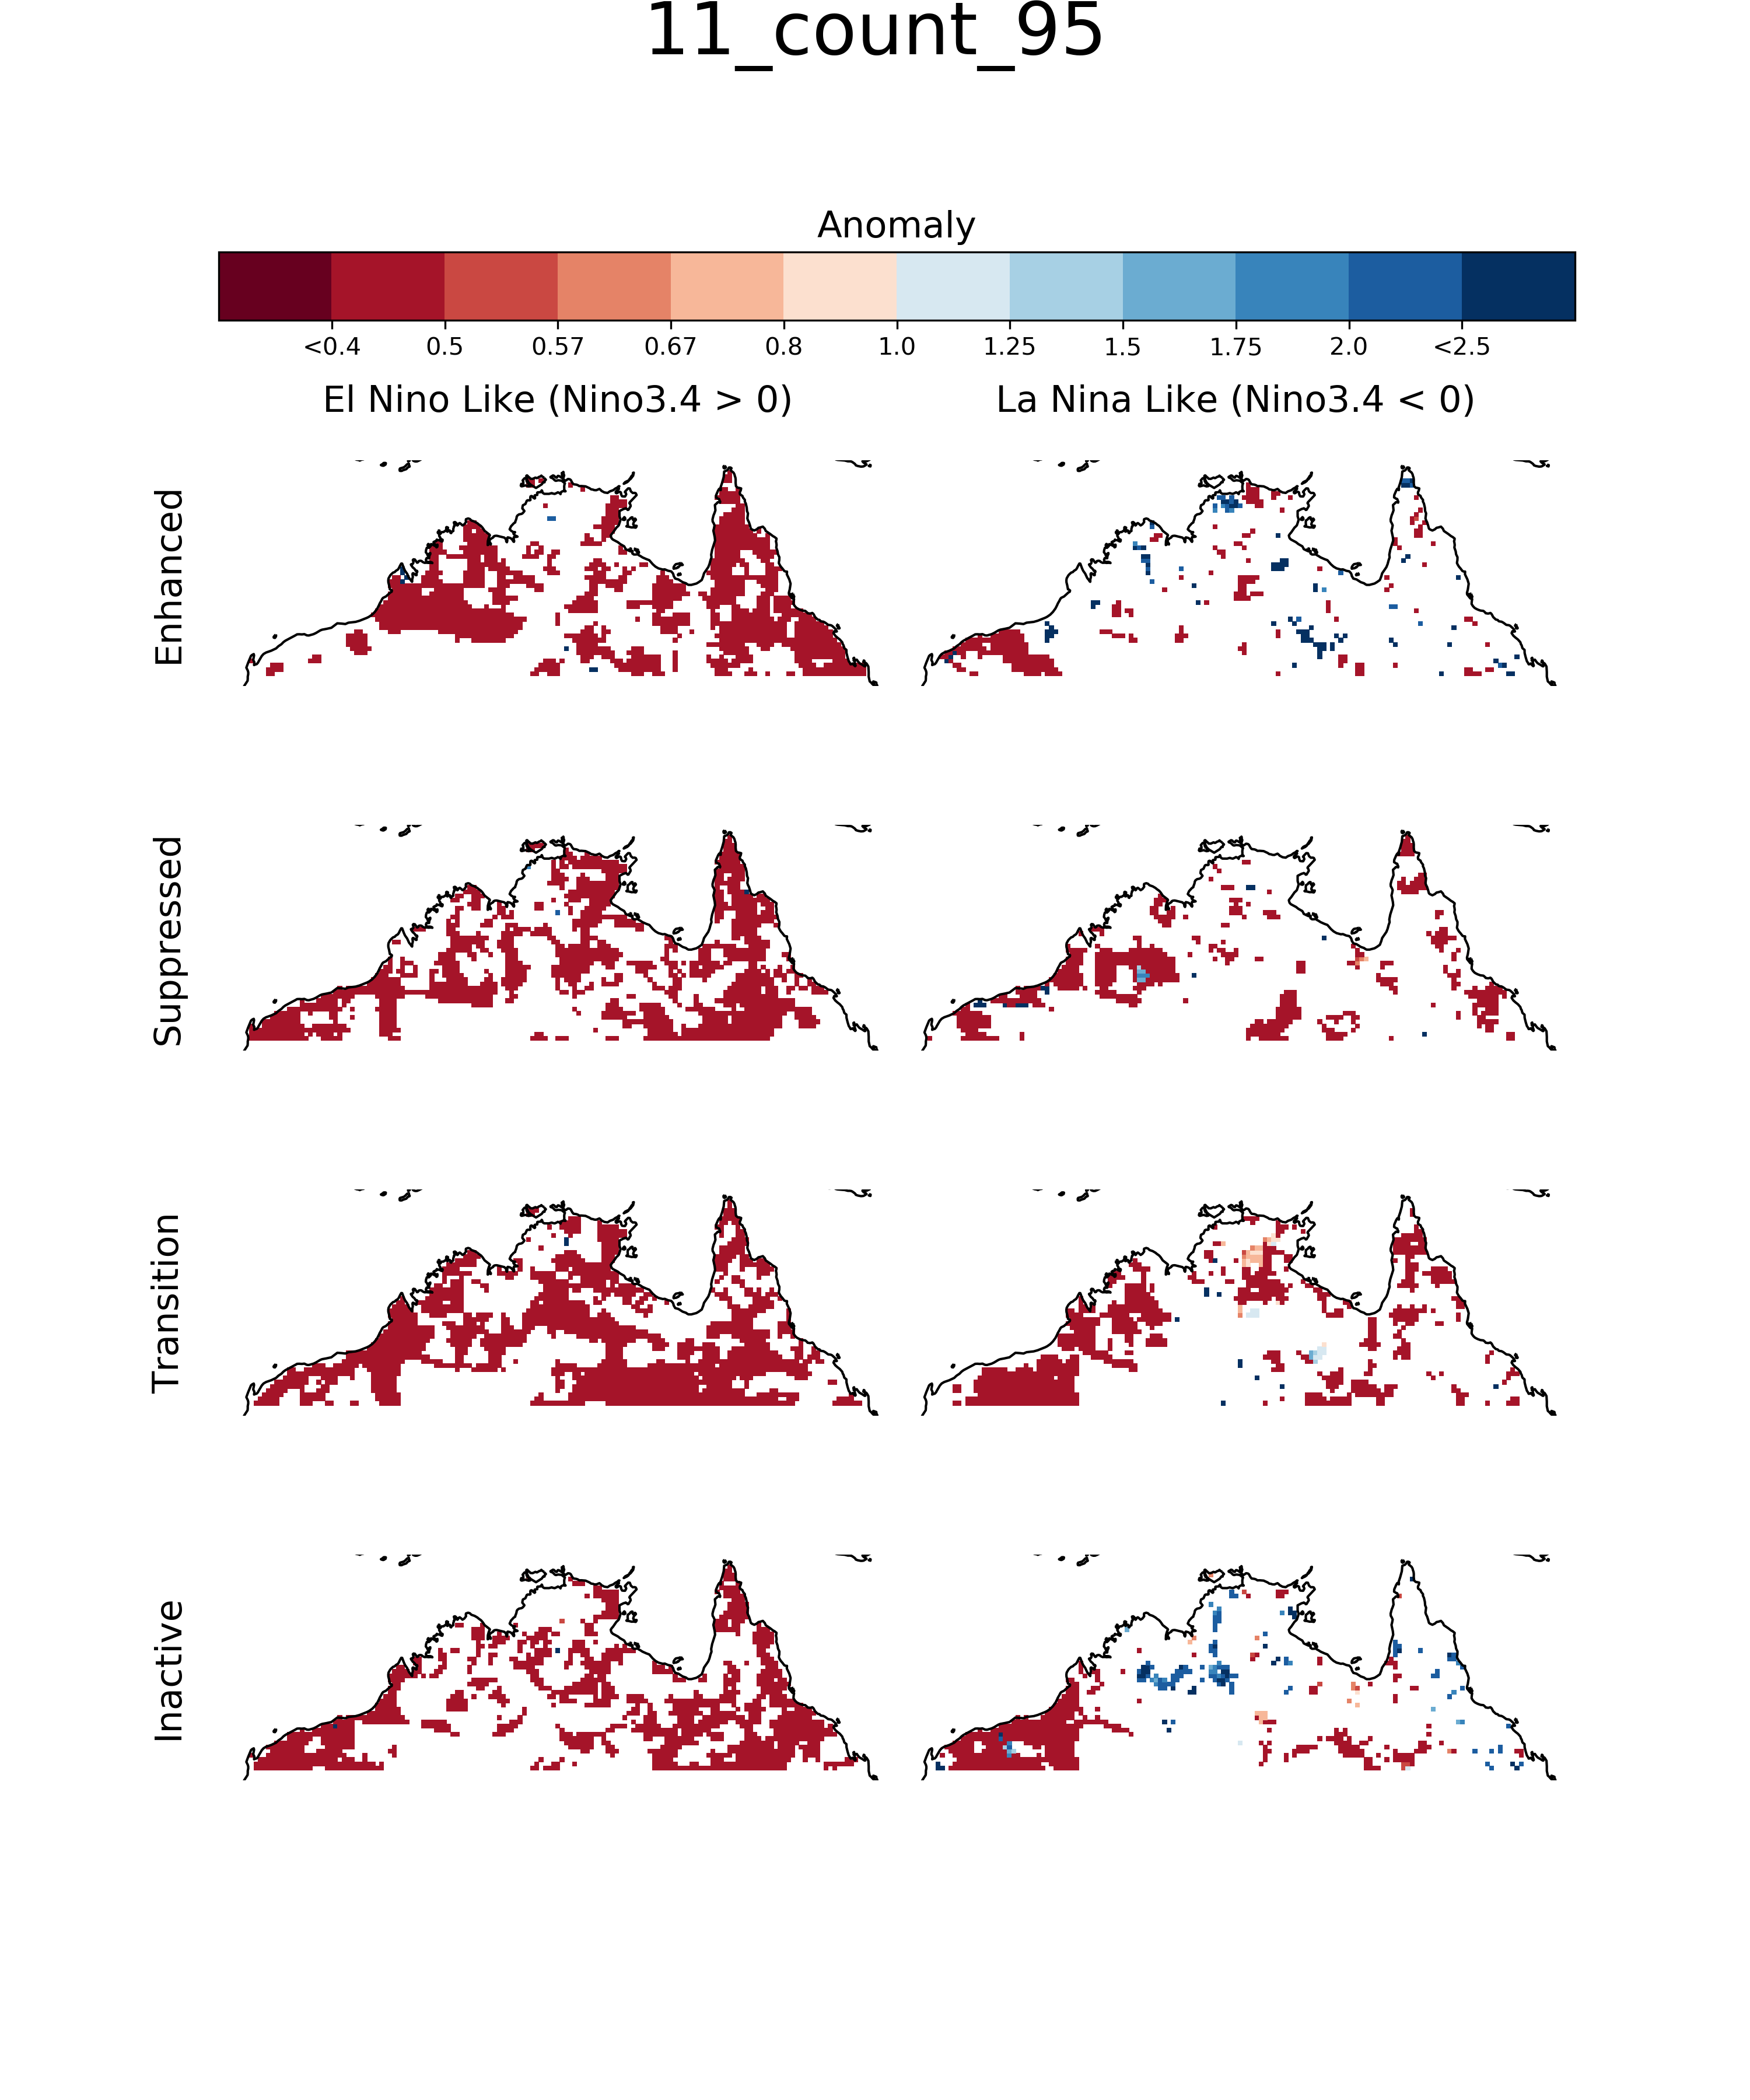 11_count_95
Anomaly
<0.4 0.5 0.57 0.67 0.8 1.0 1.25 1.5 1.75 2.0 <2.5
El Nino Like (Nino3.4 > 0) La Nina Like (Nino3.4 < 0)
Enhanced
Suppressed
Transition
Inactive